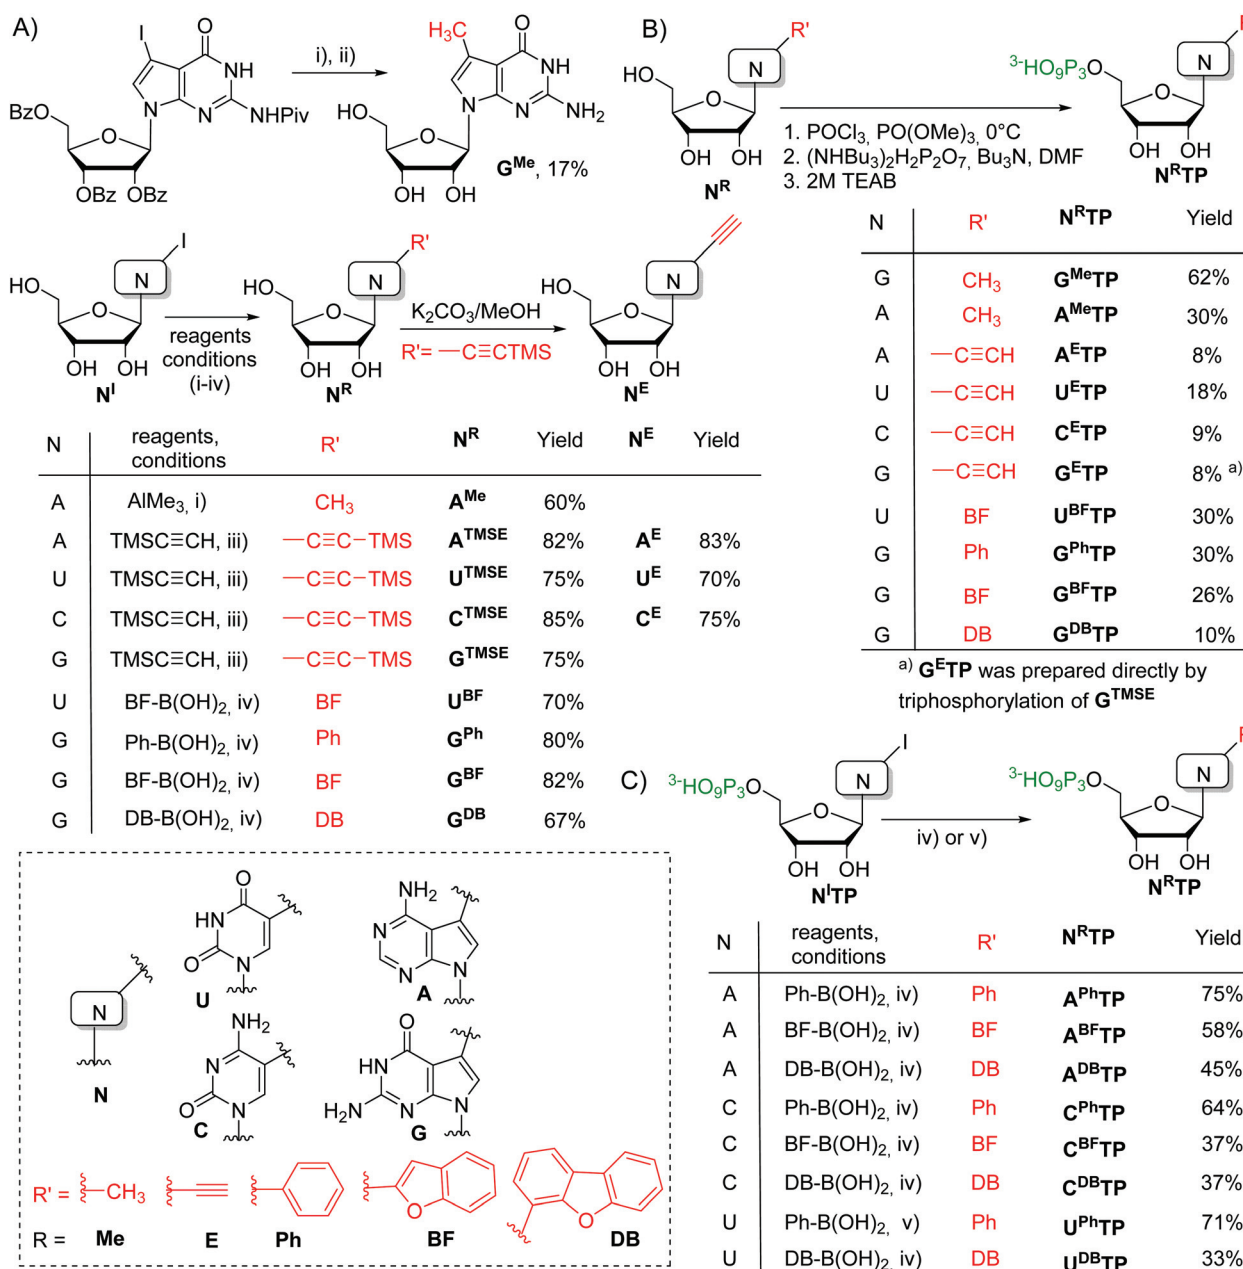 A)
I
O
NH
N
N
NHPiv
BzO
O
OBz
OBz
i), ii)
H₃C
O
NH
N
N
NH₂
HO
O
OH
OH
G^Me, 17%
B)
R'
N
HO
O
OH
OH
N^R
1. POCl₃, PO(OMe)₃, 0°C
2. (NHBu₃)₂H₂P₂O₇, Bu₃N, DMF
3. 2M TEAB
³⁻HO₉P₃O
N
O
OH
OH
N^RTP
I
N
HO
O
OH
OH
N^I
reagents
conditions
(i-iv)
R'
N
HO
O
OH
OH
N^R
K₂CO₃/MeOH
R'= —C≡CTMS
N
HO
O
OH
OH
N^E
N reagents, conditions R' N^R Yield N^E Yield
A AlMe₃, i) CH₃ A^Me 60%
A TMSC≡CH, iii) —C≡C–TMS A^TMSE 82% A^E 83%
U TMSC≡CH, iii) —C≡C–TMS U^TMSE 75% U^E 70%
C TMSC≡CH, iii) —C≡C–TMS C^TMSE 85% C^E 75%
G TMSC≡CH, iii) —C≡C–TMS G^TMSE 75%
U BF-B(OH)₂, iv) BF U^BF 70%
G Ph-B(OH)₂, iv) Ph G^Ph 80%
G BF-B(OH)₂, iv) BF G^BF 82%
G DB-B(OH)₂, iv) DB G^DB 67%
N R' N^RTP Yield
G CH₃ G^MeTP 62%
A CH₃ A^MeTP 30%
A —C≡CH A^ETP 8%
U —C≡CH U^ETP 18%
C —C≡CH C^ETP 9%
G —C≡CH G^ETP 8% a)
U BF U^BFTP 30%
G Ph G^PhTP 30%
G BF G^BFTP 26%
G DB G^DBTP 10%
a) G^ETP was prepared directly by
triphosphorylation of G^TMSE
C)
I
N
³⁻HO₉P₃O
O
OH
OH
N^ITP
iv) or v)
N
³⁻HO₉P₃O
O
OH
OH
N^RTP
N reagents, conditions R' N^RTP Yield
A Ph-B(OH)₂, iv) Ph A^PhTP 75%
A BF-B(OH)₂, iv) BF A^BFTP 58%
A DB-B(OH)₂, iv) DB A^DBTP 45%
C Ph-B(OH)₂, iv) Ph C^PhTP 64%
C BF-B(OH)₂, iv) BF C^BFTP 37%
C DB-B(OH)₂, iv) DB C^DBTP 37%
U Ph-B(OH)₂, v) Ph U^PhTP 71%
U DB-B(OH)₂, iv) DB U^DBTP 33%
N
N
O
HN
O
N
U
NH₂
N
N
N
A
NH₂
N
O
N
C
O
HN
H₂N
N
N
G
R' = CH₃ O O
R = Me E Ph BF DB